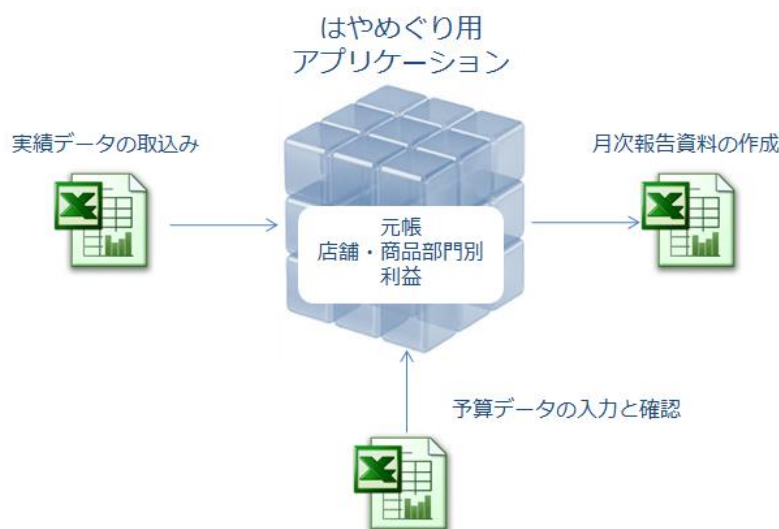 はやめぐり用
アプリケーション
実績データの取込み
月次報告資料の作成
元帳
店舗・商品部門別
利益
予算データの入力と確認